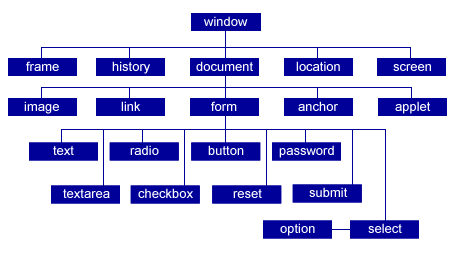 window
frame history document location screen
image link form anchor applet
text radio button password
textarea checkbox reset submit
option select